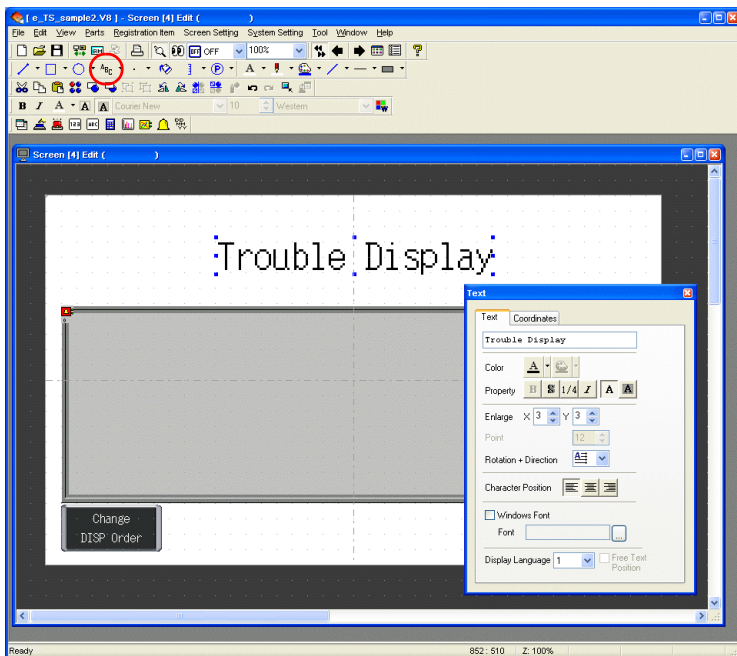 [ e_TS_sample2.V8 ] - Screen [4] Edit ( )
File Edit View Parts Registration Item Screen Setting System Setting Tool Window Help
OFF 100%
ABC
B I A A A Courier New 10 Western
123 ABC
Screen [4] Edit ( )
Trouble Display
Change
DISP Order
Text
Text Coordinates
Trouble Display
Color A
Property B S 1/4 I A A
Enlarge X 3 Y 3
Point 12
Rotation + Direction A
Character Position
Windows Font
Font ...
Display Language 1 Free Text
Position
Ready 852 : 510 Z: 100%